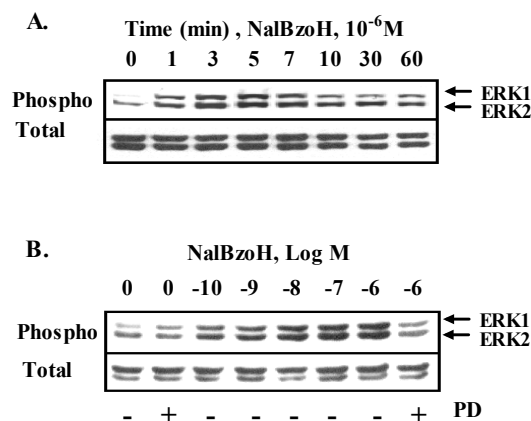 A. Time (min) , NalBzoH, 10⁻⁶M
0 1 3 5 7 10 30 60
Phospho ERK1
ERK2
Total
B. NalBzoH, Log M
0 0 -10 -9 -8 -7 -6 -6
Phospho ERK1
ERK2
Total
- + - - - - - + PD